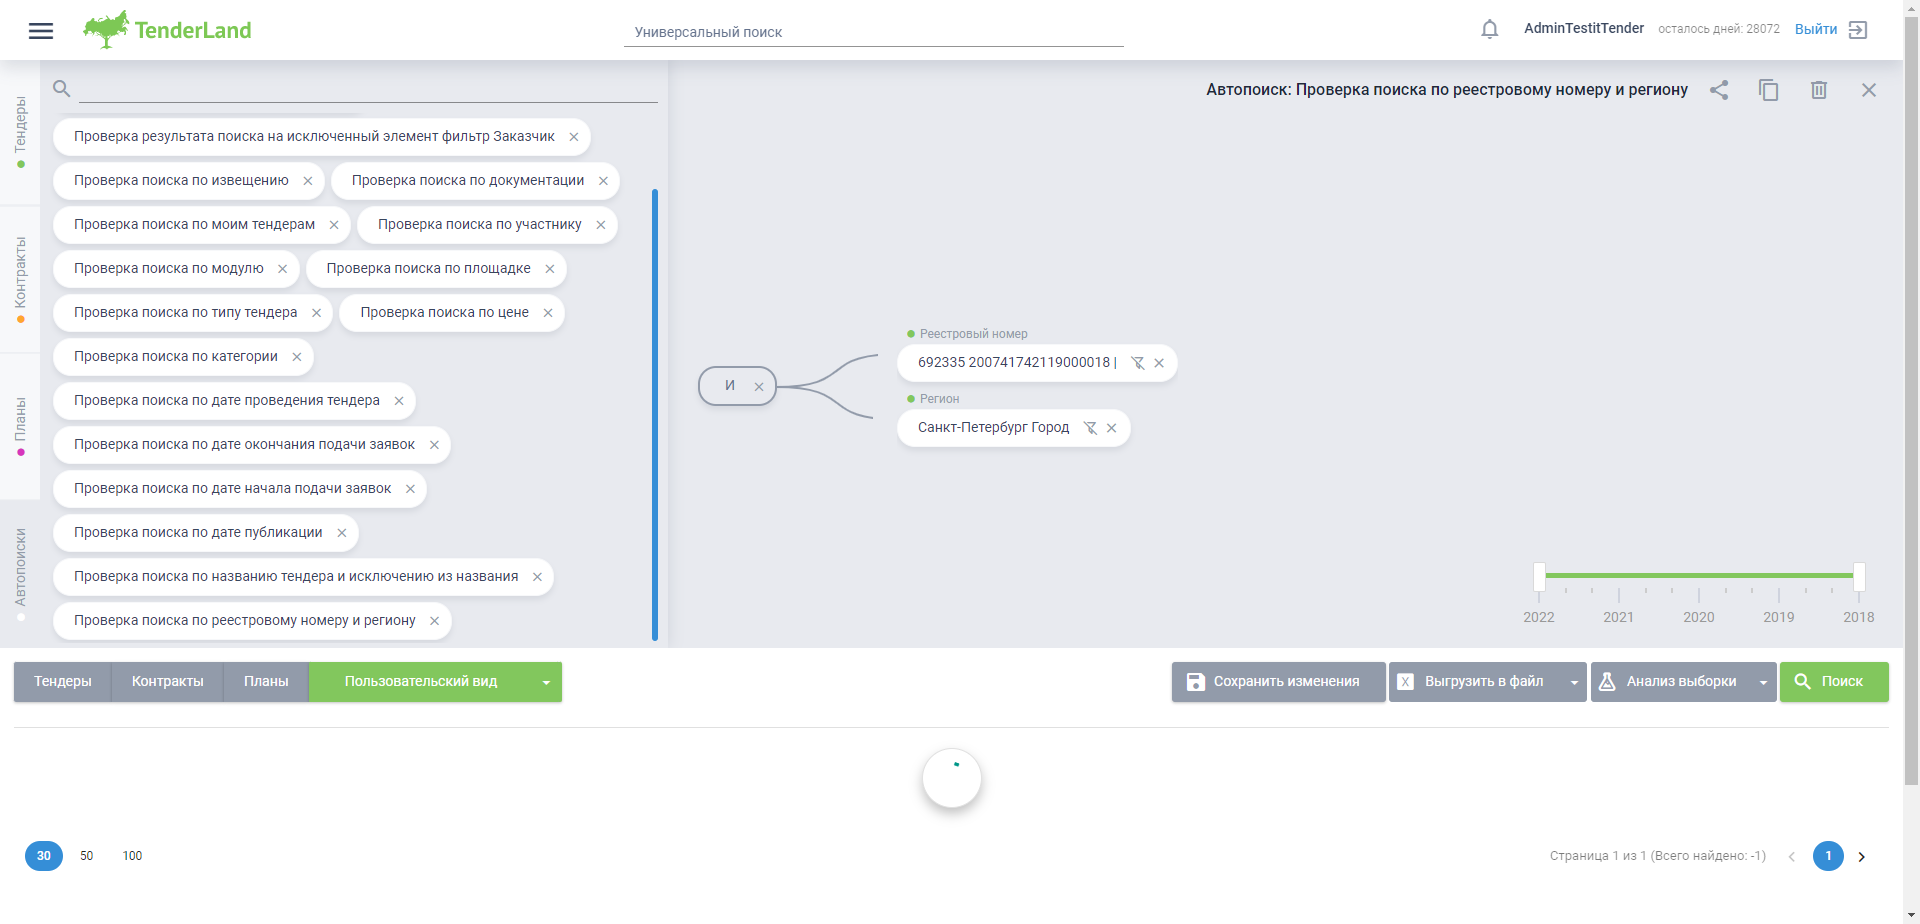 TenderLand
Универсальный поиск
AdminTestitTender
осталось дней: 28072
Выйти
Тендеры
Контракты
Планы
Автопоиски
Проверка результата поиска на исключенный элемент фильтр Заказчик
Проверка поиска по извещению
Проверка поиска по документации
Проверка поиска по моим тендерам
Проверка поиска по участнику
Проверка поиска по модулю
Проверка поиска по площадке
Проверка поиска по типу тендера
Проверка поиска по цене
Проверка поиска по категории
Проверка поиска по дате проведения тендера
Проверка поиска по дате окончания подачи заявок
Проверка поиска по дате начала подачи заявок
Проверка поиска по дате публикации
Проверка поиска по названию тендера и исключению из названия
Проверка поиска по реестровому номеру и региону
Автопоиск: Проверка поиска по реестровому номеру и региону
И
Реестровый номер
692335 200741742119000018 |
Регион
Санкт-Петербург Город
2022 2021 2020 2019 2018
Тендеры
Контракты
Планы
Пользовательский вид
Сохранить изменения
X Выгрузить в файл
Анализ выборки
Поиск
30 50 100
Страница 1 из 1 (Всего найдено: -1)
1